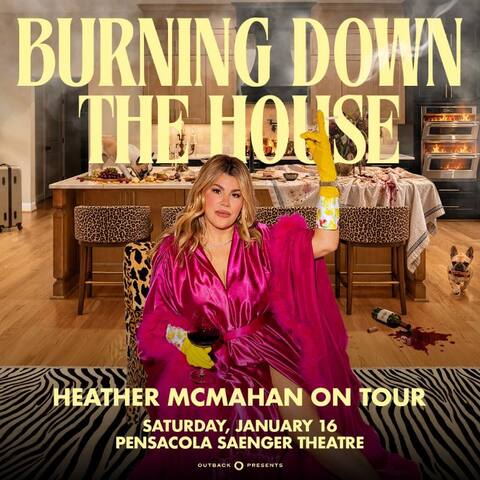 BURNING DOWN
THE HOUSE
HEATHER MCMAHAN ON TOUR
SATURDAY, JANUARY 16
PENSACOLA SAENGER THEATRE
OUTBACK PRESENTS